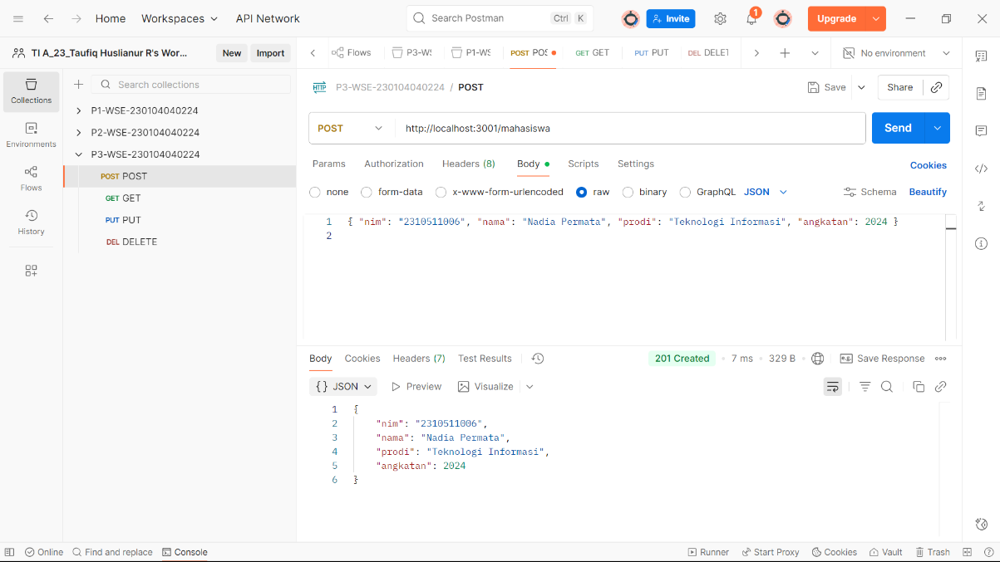 Home Workspaces API Network Search Postman Ctrl K Invite 1 Upgrade
TI A_23_Taufiq Huslianur R's Wor... New Import Flows P3-WS P1-WS POST POS GET GET PUT PUT DEL DELET No environment
Collections
Environments
Flows
History
Search collections
P1-WSE-230104040224
P2-WSE-230104040224
P3-WSE-230104040224
POST POST
GET GET
PUT PUT
DEL DELETE
HTTP P3-WSE-230104040224 / POST Save Share
POST http://localhost:3001/mahasiswa Send
Params Authorization Headers (8) Body Scripts Settings Cookies
none form-data x-www-form-urlencoded raw binary GraphQL JSON Schema Beautify
1 { "nim": "2310511006", "nama": "Nadia Permata", "prodi": "Teknologi Informasi", "angkatan": 2024 }
2
Body Cookies Headers (7) Test Results 201 Created 7 ms 329 B e.g. Save Response
{} JSON Preview Visualize
1 {
2 "nim": "2310511006",
3 "nama": "Nadia Permata",
4 "prodi": "Teknologi Informasi",
5 "angkatan": 2024
6 }
Online Find and replace Console Runner Start Proxy Cookies Vault Trash